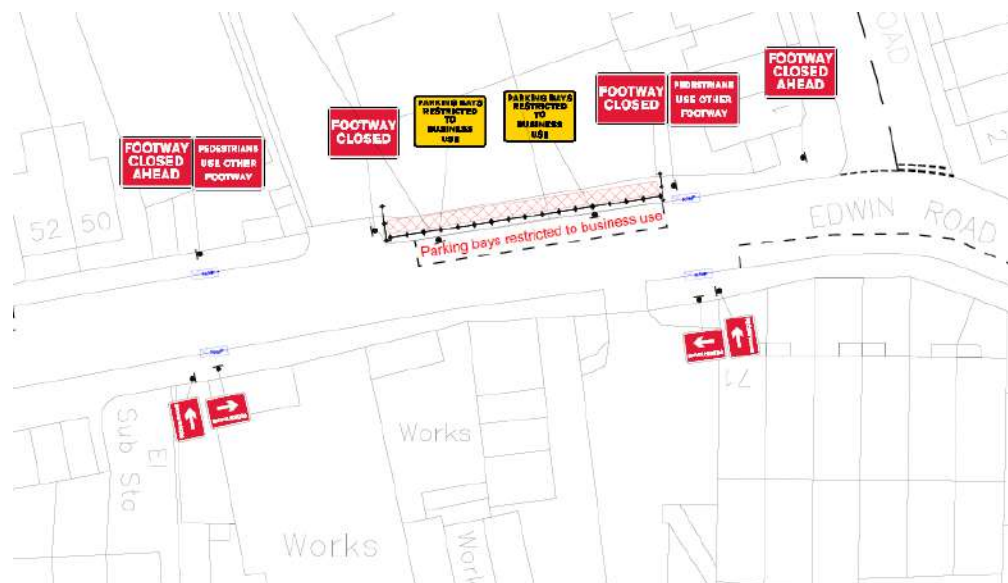 FOOTWAY
CLOSED
AHEAD
PEDESTRIANS
USE OTHER
FOOTWAY
FOOTWAY
CLOSED
PARKING BAYS
RESTRICTED
TO
BUSINESS
USE
PARKING BAYS
RESTRICTED
TO
BUSINESS
USE
FOOTWAY
CLOSED
PEDESTRIANS
USE OTHER
FOOTWAY
FOOTWAY
CLOSED
AHEAD
ROAD
52 50
EDWIN ROAD
Parking bays restricted to business use
71
El
Sub Sta
Works
Works
Work